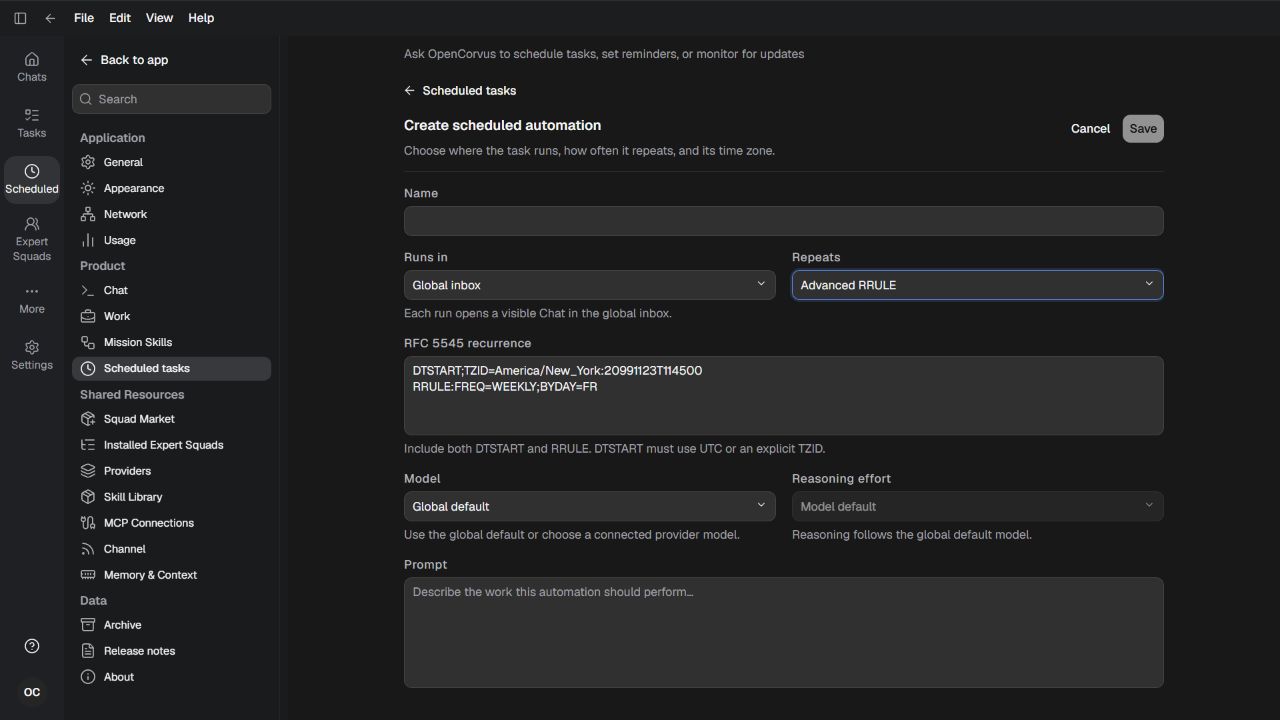 File Edit View Help
Chats
Tasks
Scheduled
Expert
Squads
More
Settings
OC
Back to app
Search
Application
General
Appearance
Network
Usage
Product
Chat
Work
Mission Skills
Scheduled tasks
Shared Resources
Squad Market
Installed Expert Squads
Providers
Skill Library
MCP Connections
Channel
Memory & Context
Data
Archive
Release notes
About
Ask OpenCorvus to schedule tasks, set reminders, or monitor for updates
Scheduled tasks
Create scheduled automation
Cancel Save
Choose where the task runs, how often it repeats, and its time zone.
Name
Runs in Repeats
Global inbox Advanced RRULE
Each run opens a visible Chat in the global inbox.
RFC 5545 recurrence
DTSTART;TZID=America/New_York:20991123T114500
RRULE:FREQ=WEEKLY;BYDAY=FR
Include both DTSTART and RRULE. DTSTART must use UTC or an explicit TZID.
Model Reasoning effort
Global default Model default
Use the global default or choose a connected provider model. Reasoning follows the global default model.
Prompt
Describe the work this automation should perform...